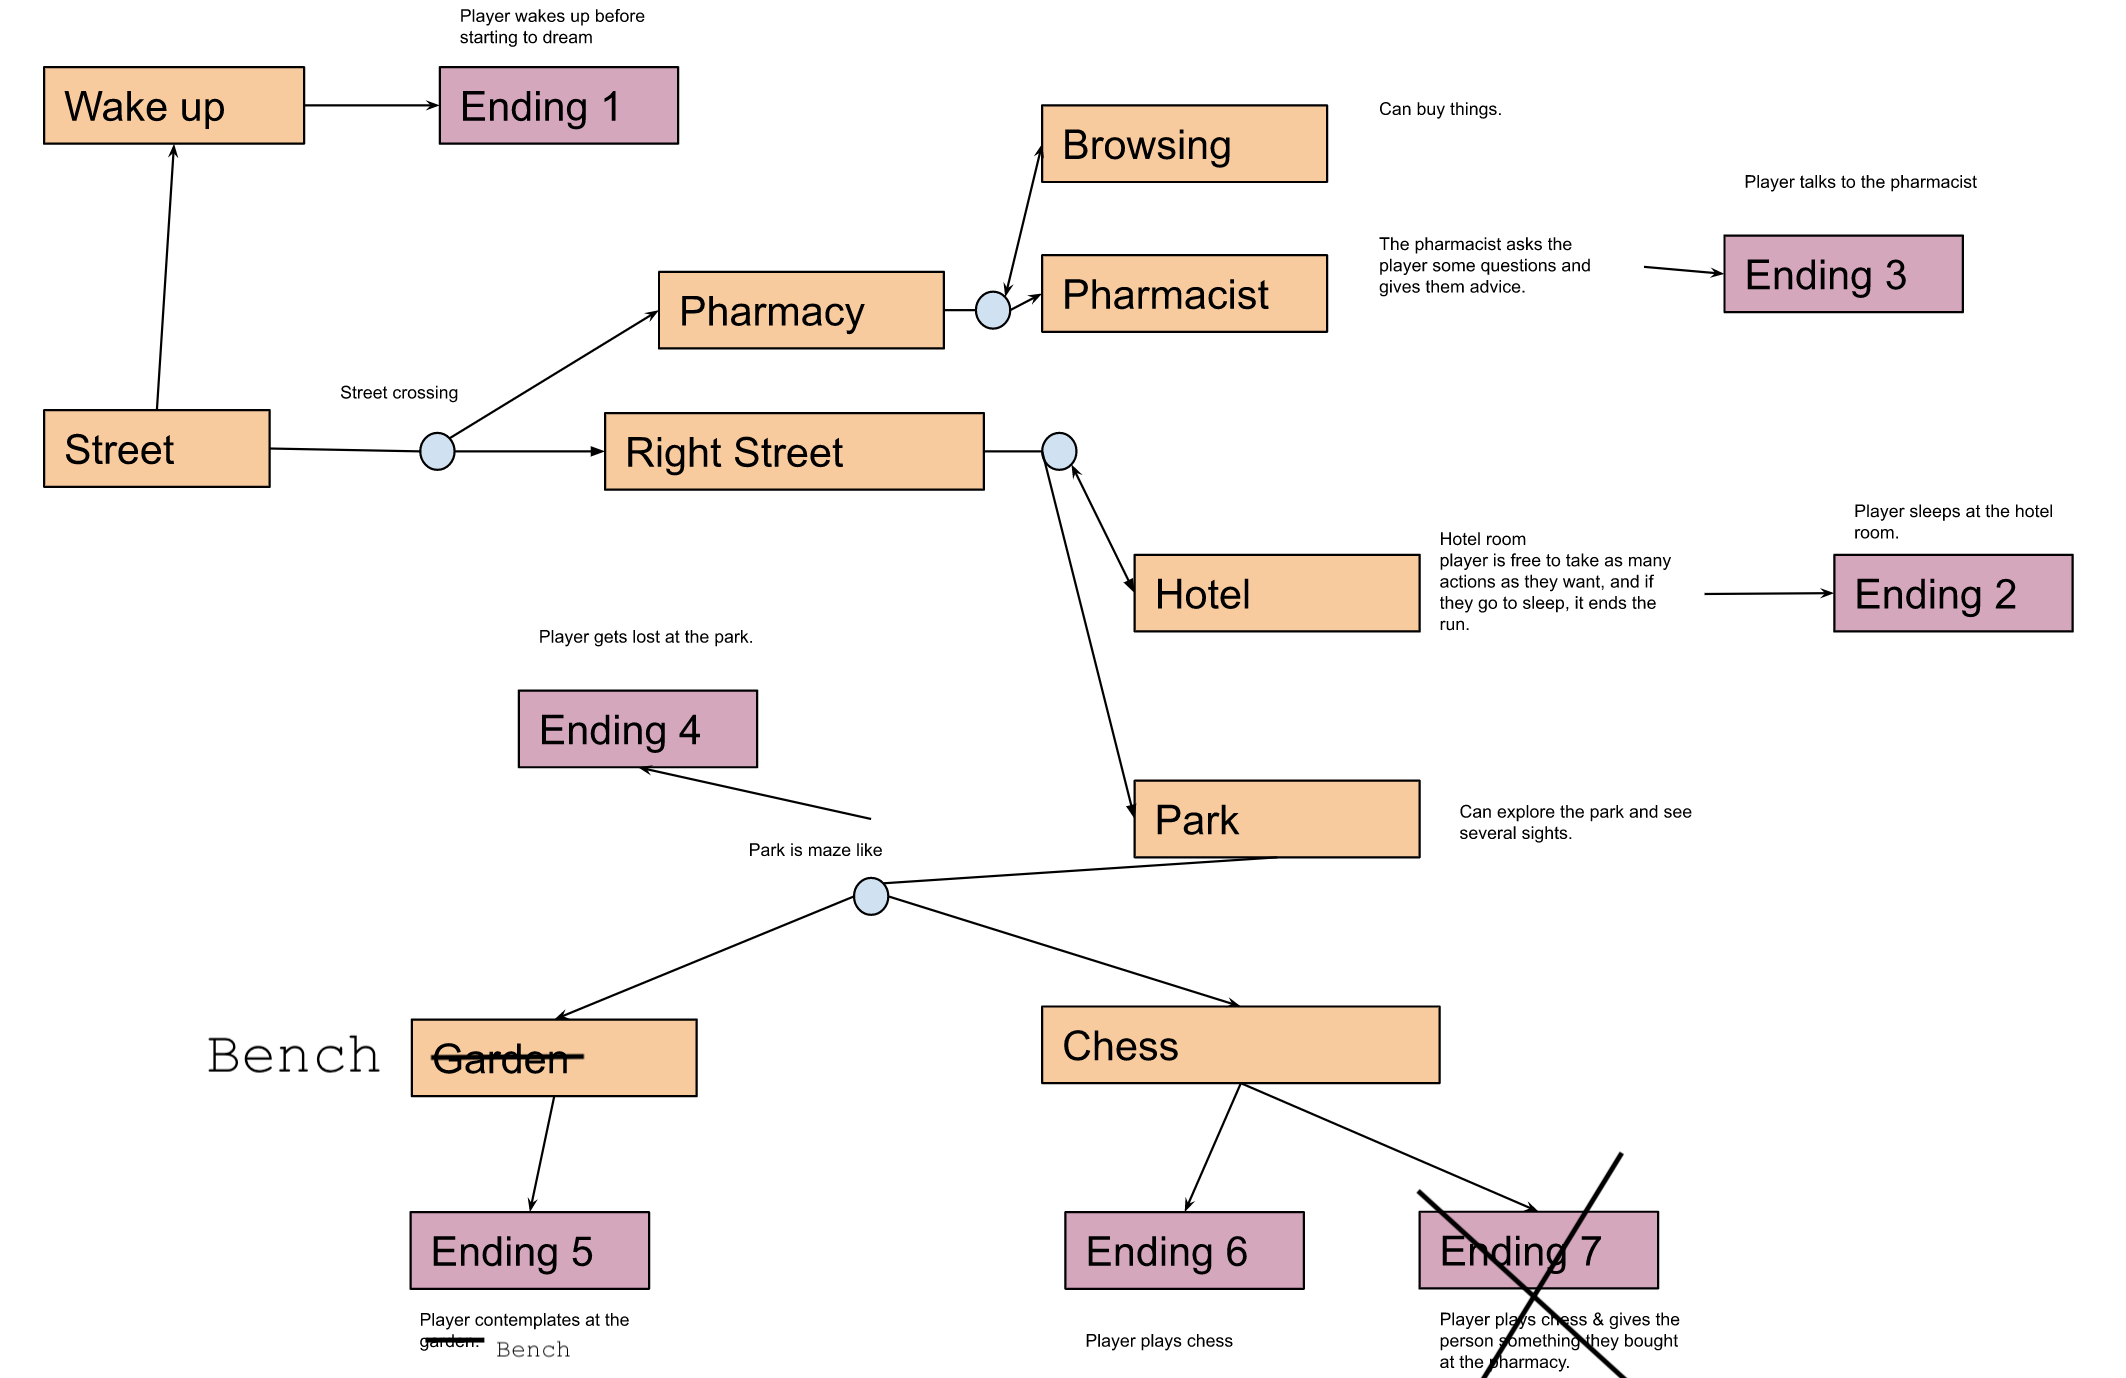 Player wakes up before
starting to dream
Wake up
Ending 1
Browsing
Can buy things.
Player talks to the pharmacist
The pharmacist asks the
player some questions and
gives them advice.
Ending 3
Pharmacy
Pharmacist
Street crossing
Street
Right Street
Player sleeps at the hotel
room.
Hotel
Hotel room
player is free to take as many
actions as they want, and if
they go to sleep, it ends the
run.
Ending 2
Player gets lost at the park.
Ending 4
Park
Can explore the park and see
several sights.
Park is maze like
Bench
Garden
Chess
Ending 5
Ending 6
Ending 7
Player contemplates at the
garden. Bench
Player plays chess
Player plays chess & gives the
person something they bought
at the pharmacy.